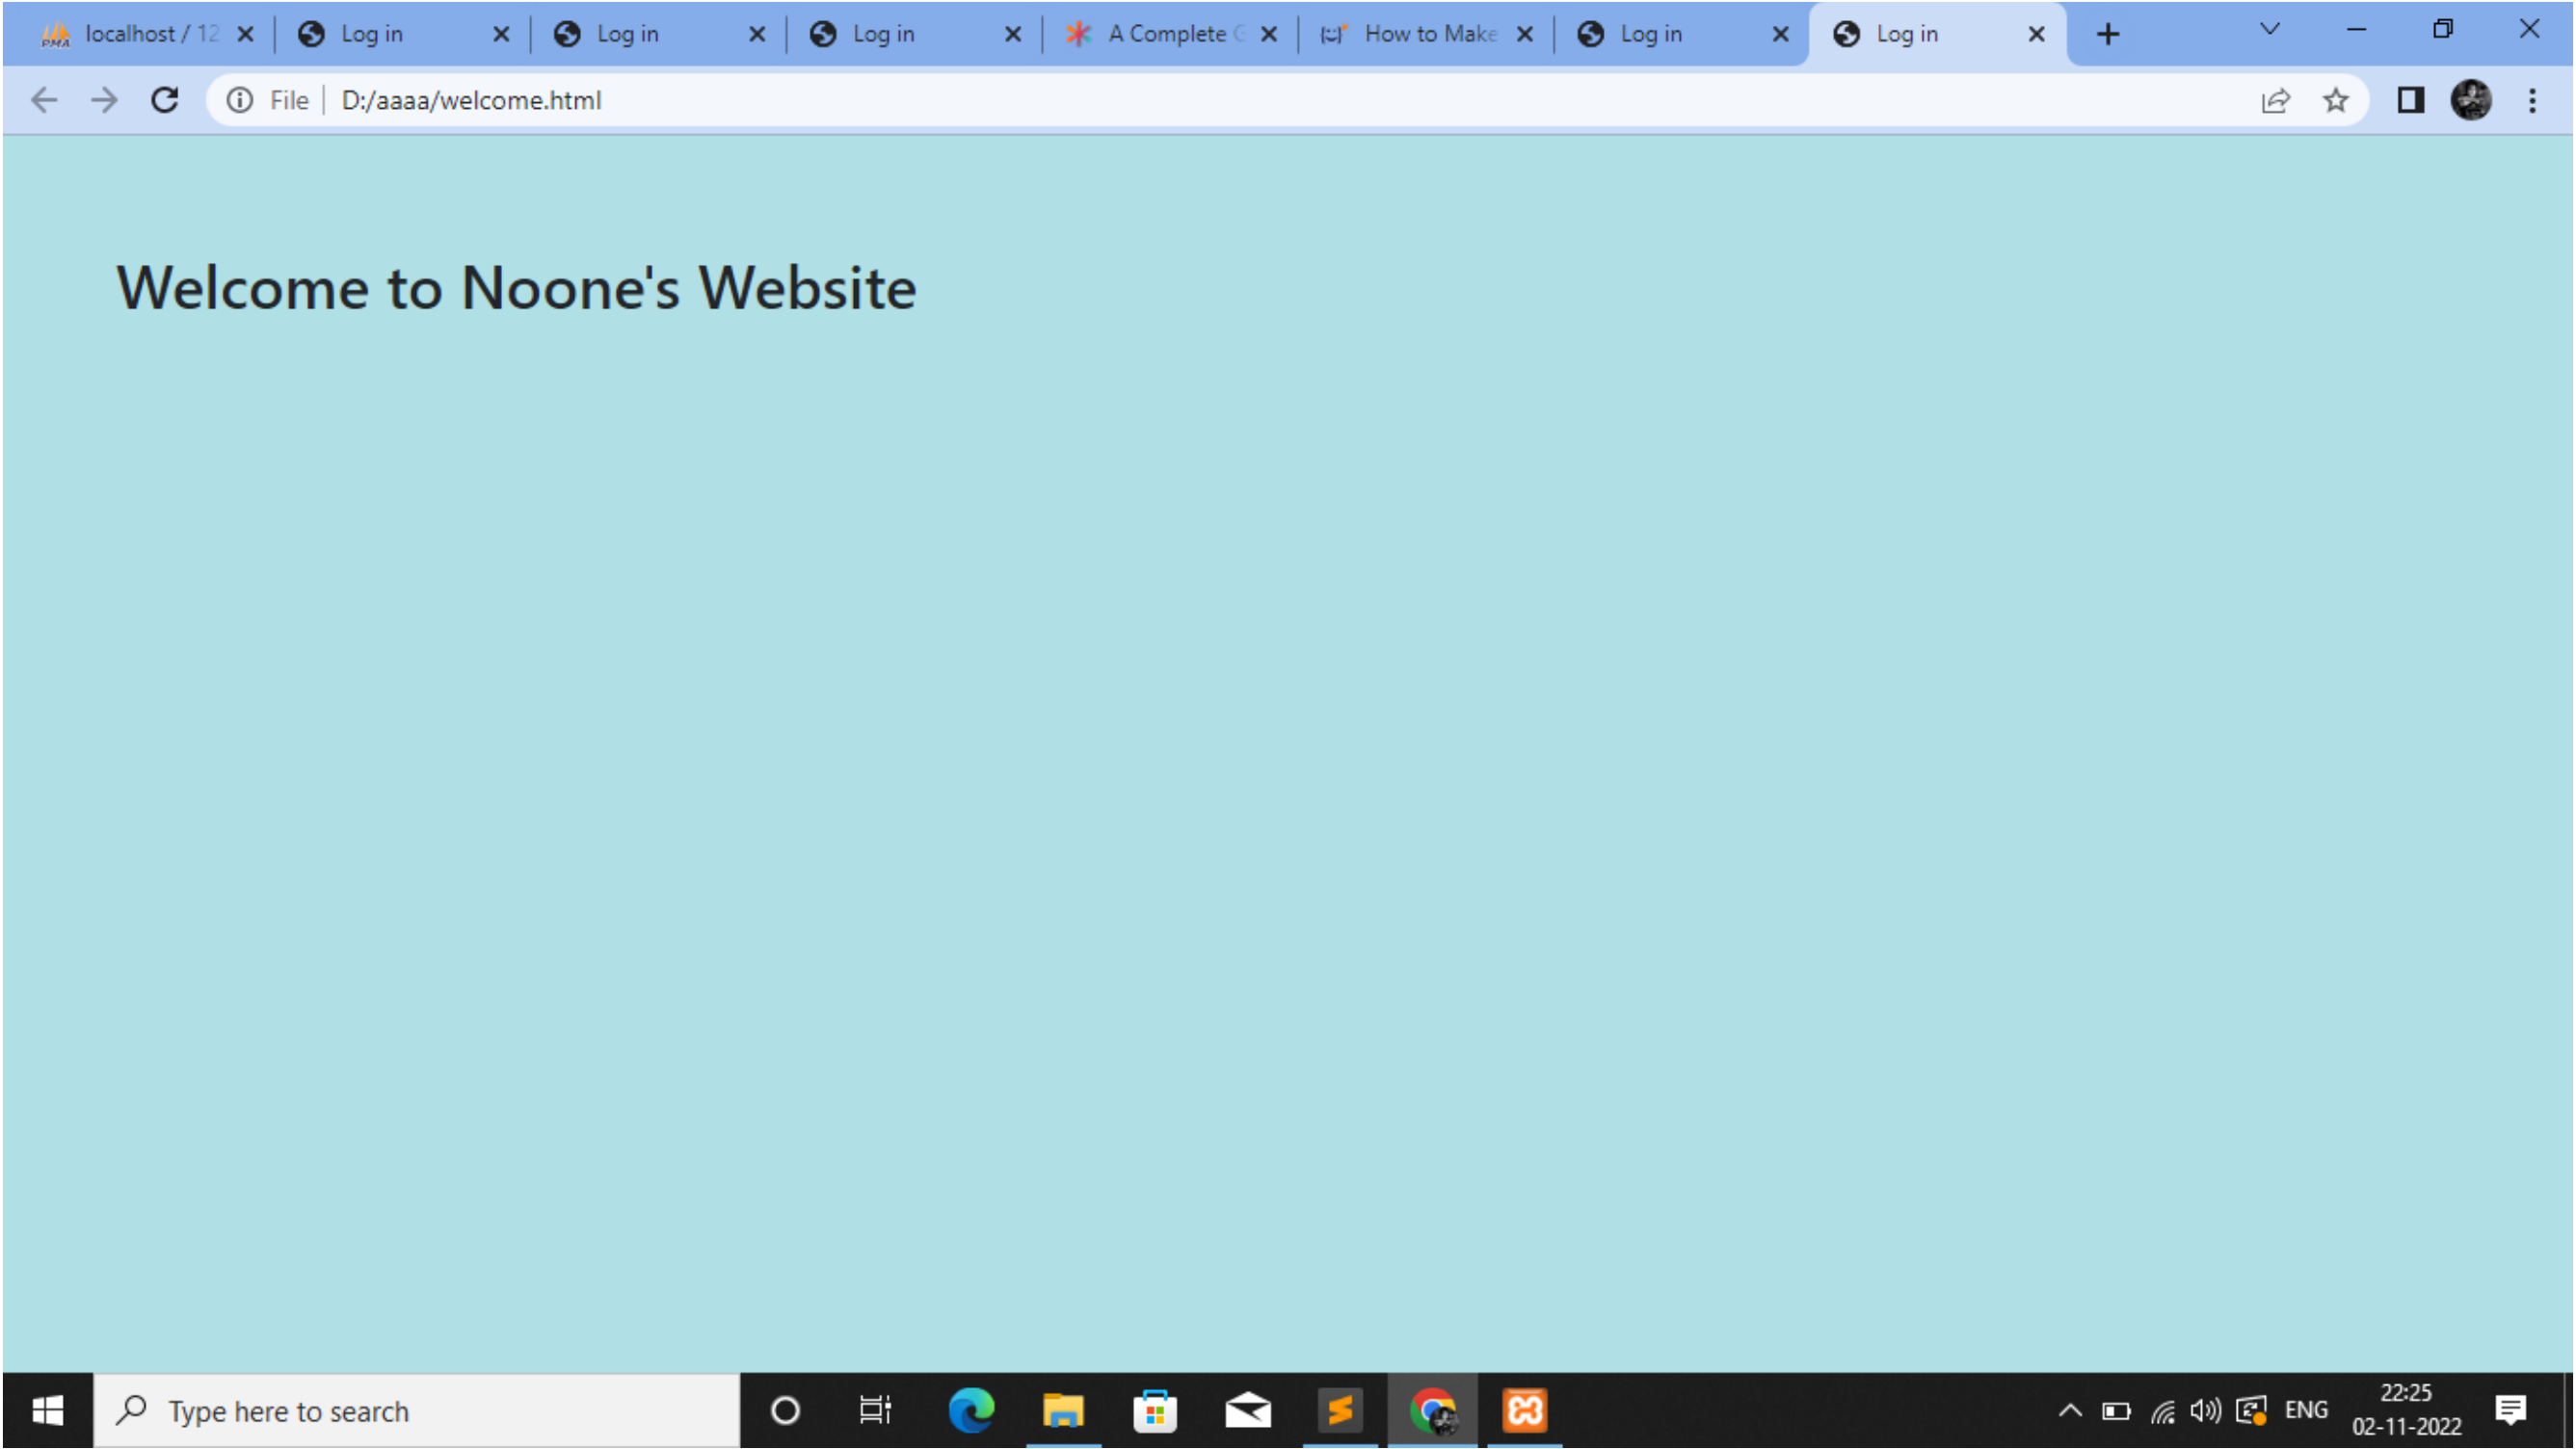 localhost / 12
Log in
Log in
Log in
A Complete G
How to Make
Log in
Log in
File
D:/aaaa/welcome.html
Welcome to Noone's Website
Type here to search
ENG
22:25
02-11-2022